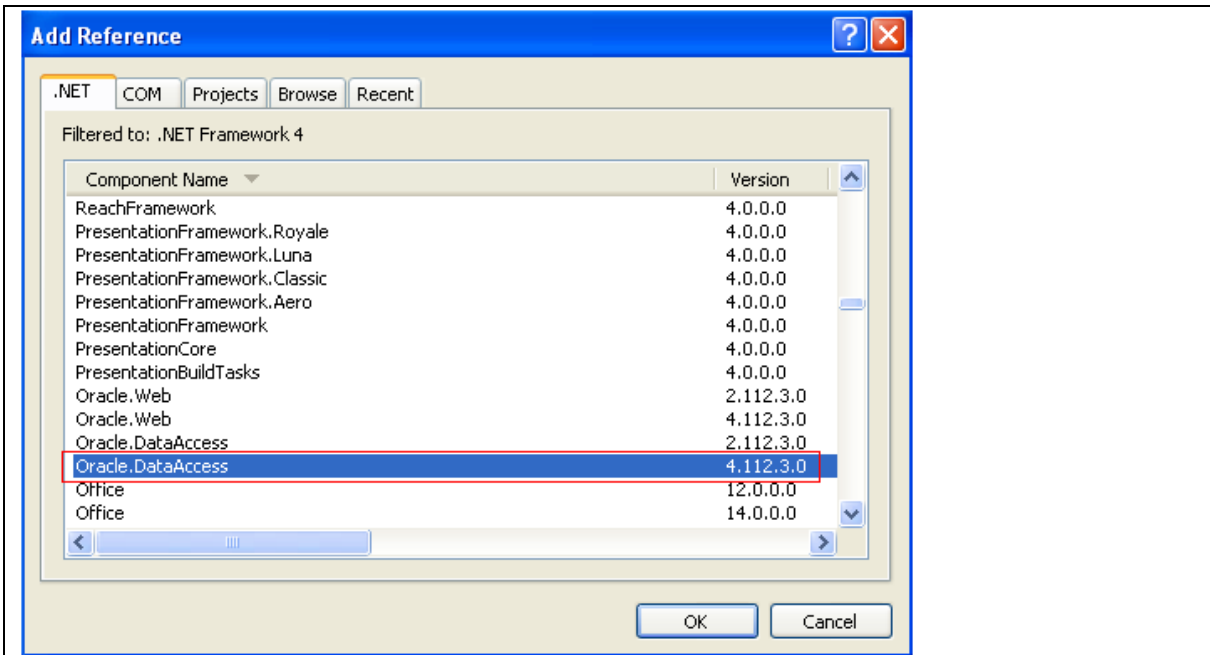 Add Reference
.NET COM Projects Browse Recent
Filtered to: .NET Framework 4
Component Name Version
ReachFramework 4.0.0.0
PresentationFramework.Royale 4.0.0.0
PresentationFramework.Luna 4.0.0.0
PresentationFramework.Classic 4.0.0.0
PresentationFramework.Aero 4.0.0.0
PresentationFramework 4.0.0.0
PresentationCore 4.0.0.0
PresentationBuildTasks 4.0.0.0
Oracle.Web 2.112.3.0
Oracle.Web 4.112.3.0
Oracle.DataAccess 2.112.3.0
Oracle.DataAccess 4.112.3.0
Office 12.0.0.0
Office 14.0.0.0
OK Cancel